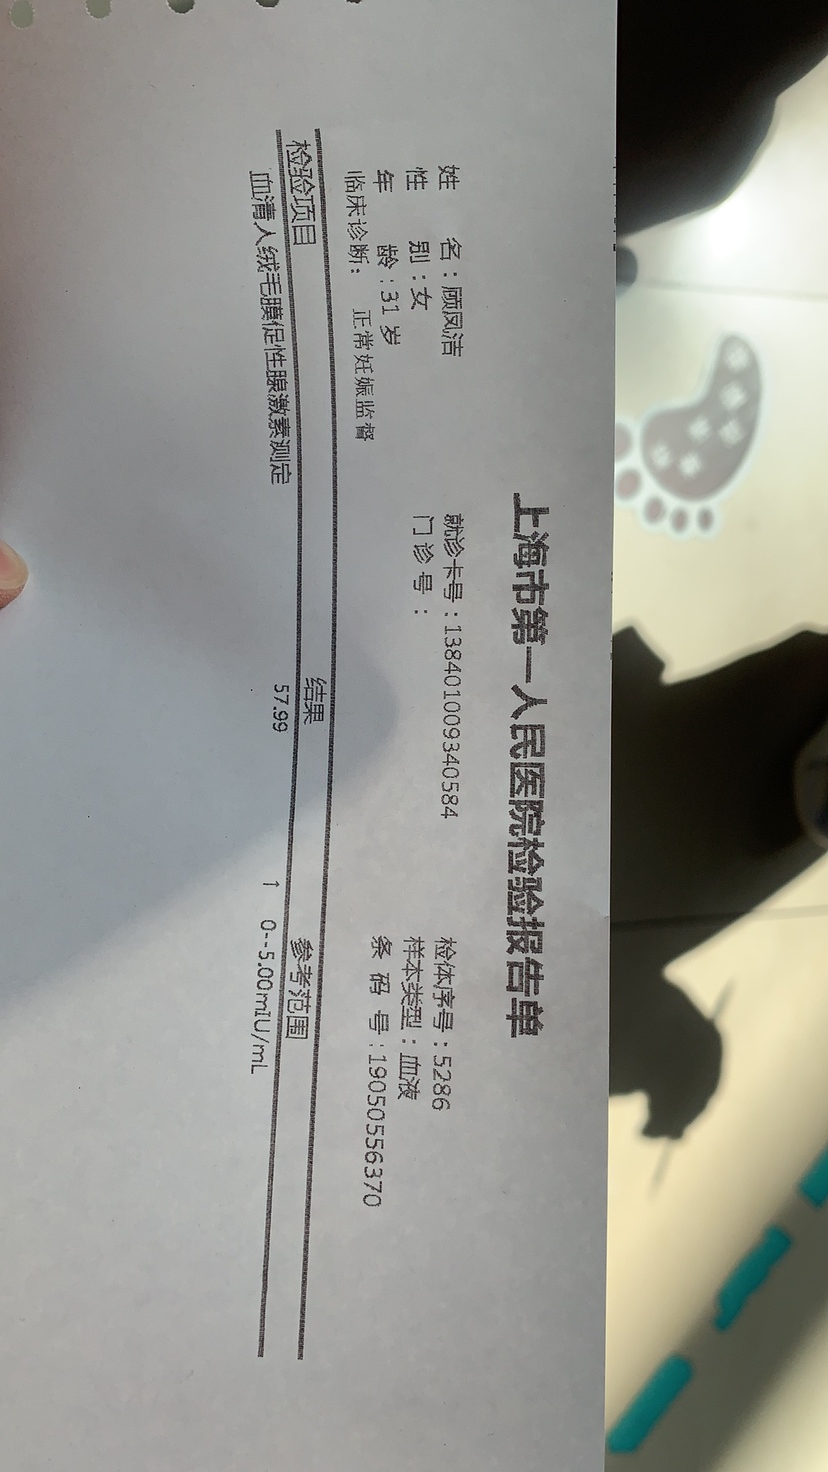 上海市第一人民医院检验报告单
姓 名：顾凤洁 就诊卡号：138401009340584 检体序号：5286
性 别：女 门 诊 号： 样本类型：血液
年 龄：31 岁 条 码 号：19050556370
临床诊断： 正常妊娠监督
检验项目 结果 参考范围
血清人绒毛膜促性腺激素测定 57.99 ↑ 0--5.00mIU/mL